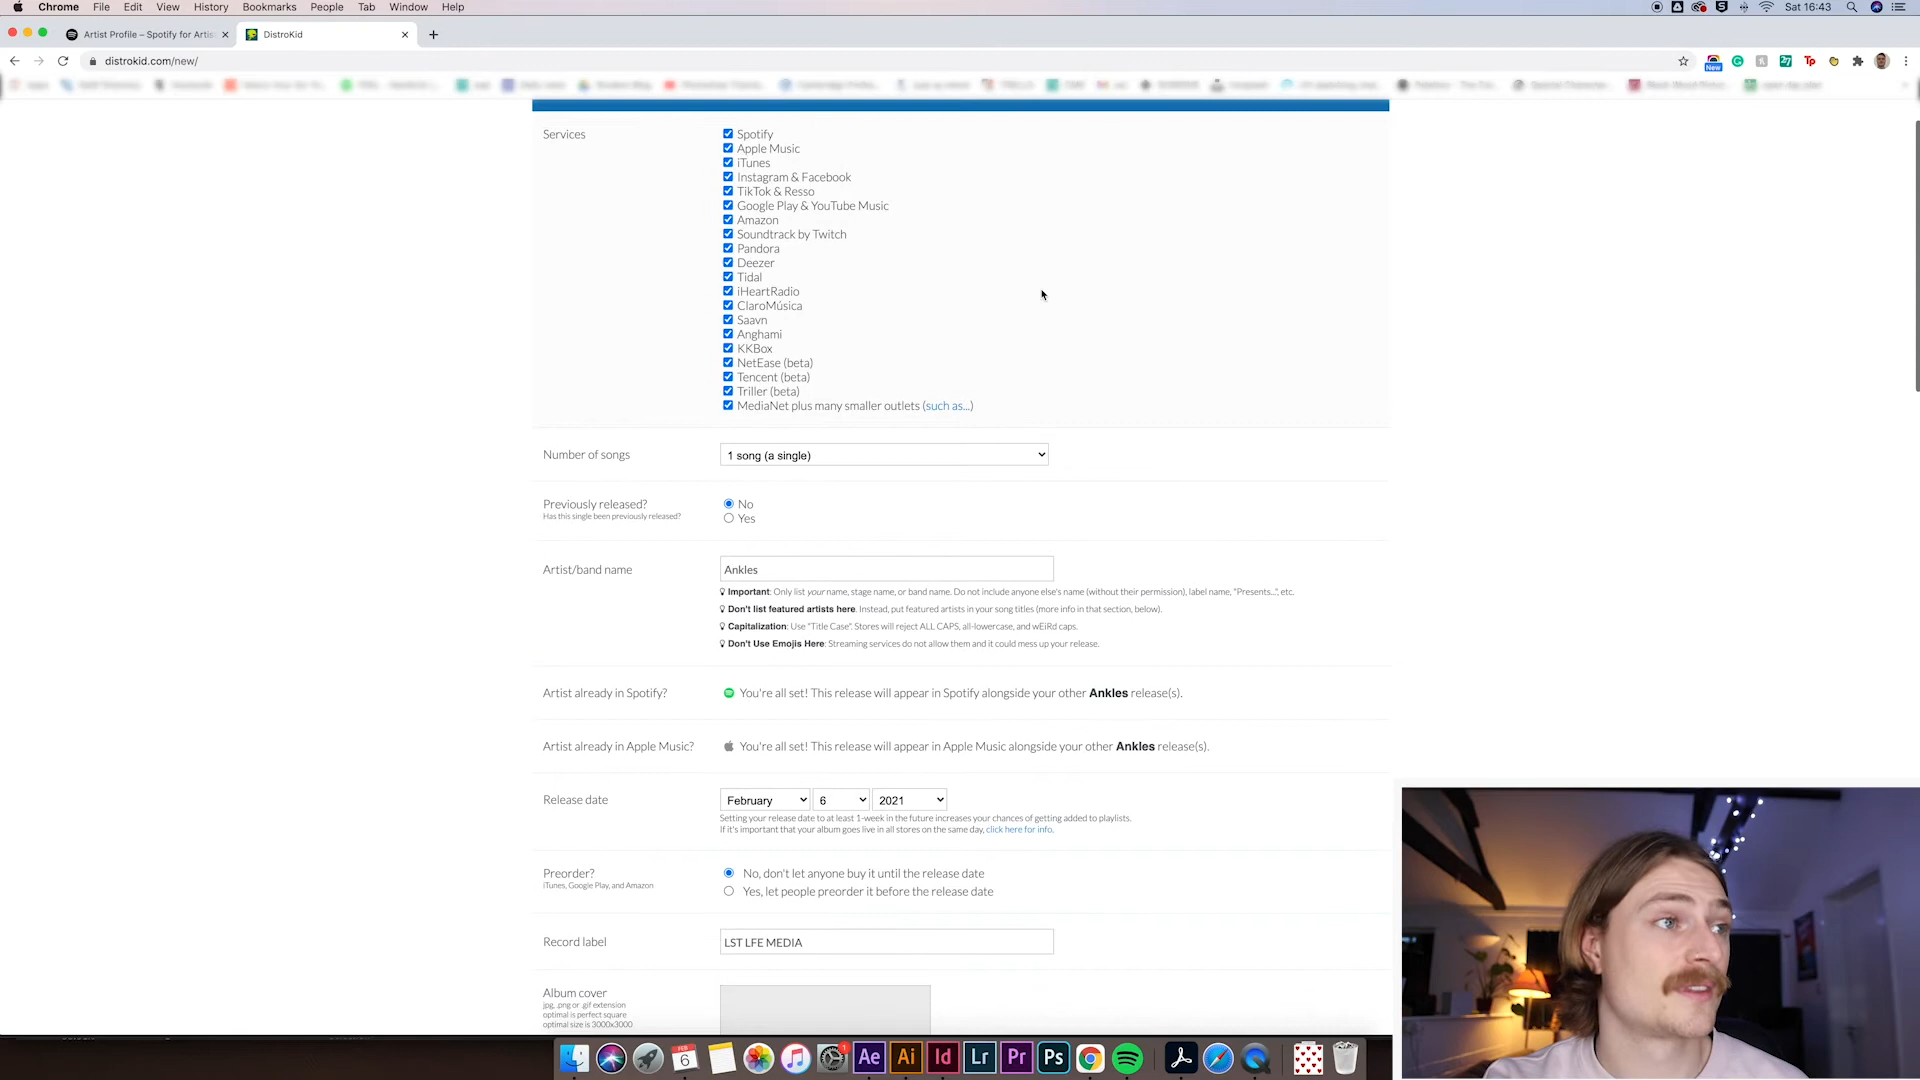 Chrome File Edit View History Bookmarks People Tab Window Help
Sat 16:43
Artist Profile – Spotify for Artis
DistroKid
distrokid.com/new/
New
Services
Spotify
Apple Music
iTunes
Instagram & Facebook
TikTok & Resso
Google Play & YouTube Music
Amazon
Soundtrack by Twitch
Pandora
Deezer
Tidal
iHeartRadio
ClaroMúsica
Saavn
Anghami
KKBox
NetEase (beta)
Tencent (beta)
Triller (beta)
MediaNet plus many smaller outlets (such as...)
Number of songs
1 song (a single)
Previously released?
Has this single been previously released?
No
Yes
Artist/band name
Ankles
Important: Only list your name, stage name, or band name. Do not include anyone else's name (without their permission), label name, "Presents...", etc.
Don't list featured artists here. Instead, put featured artists in your song titles (more info in that section, below).
Capitalization: Use "Title Case". Stores will reject ALL CAPS, all-lowercase, and wEiRd caps.
Don't Use Emojis Here: Streaming services do not allow them and it could mess up your release.
Artist already in Spotify?
You're all set! This release will appear in Spotify alongside your other Ankles release(s).
Artist already in Apple Music?
You're all set! This release will appear in Apple Music alongside your other Ankles release(s).
Release date
February 6 2021
Setting your release date to at least 1-week in the future increases your chances of getting added to playlists.
If it's important that your album goes live in all stores on the same day, click here for info.
Preorder?
iTunes, Google Play, and Amazon
No, don't let anyone buy it until the release date
Yes, let people preorder it before the release date
Record label
LST LFE MEDIA
Album cover
jpg, .png or .gif extension
optimal is perfect square
optimal size is 3000x3000
FEB
6
1
Ae Ai Id Lr Pr Ps